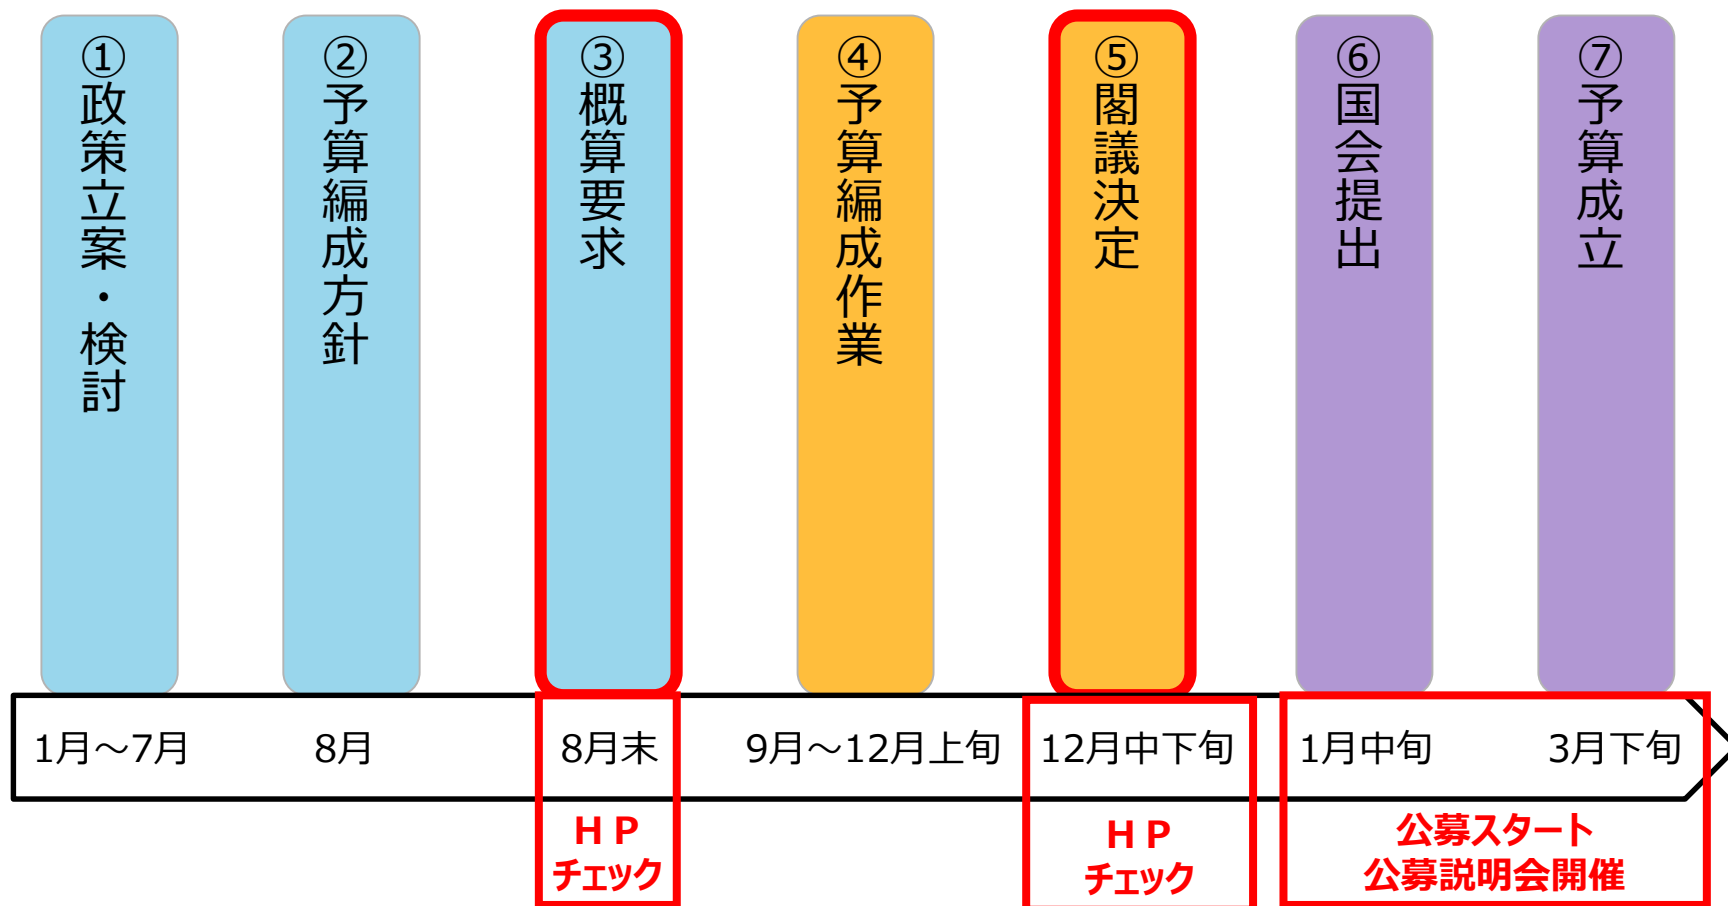 ①政策立案・検討
②予算編成方針
③概算要求
④予算編成作業
⑤閣議決定
⑥国会提出
⑦予算成立
1月～7月
8月
8月末
9月～12月上旬
12月中下旬
1月中旬
3月下旬
ＨＰ
チェック
ＨＰ
チェック
公募スタート
公募説明会開催